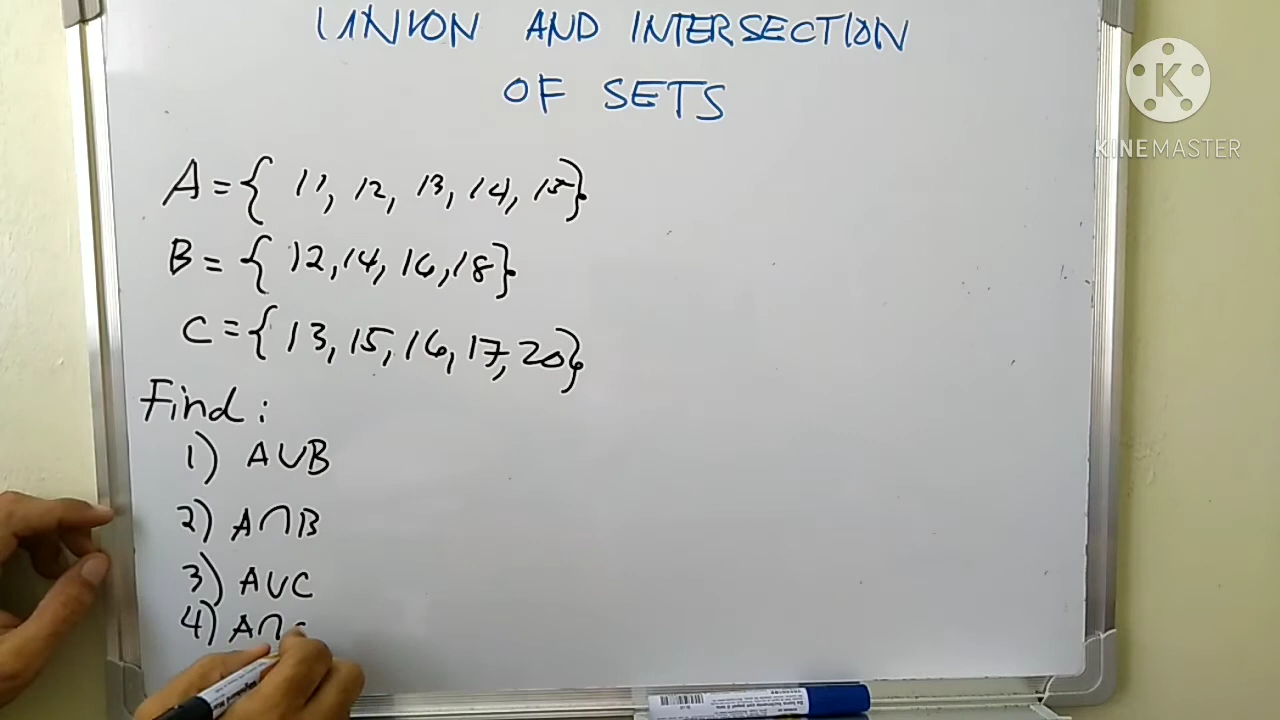 UNION AND INTERSECTION
OF SETS
K
KINEMASTER
A = { 11, 12, 13, 14, 15}
B = { 12, 14, 16, 18}
C = { 13, 15, 16, 17, 20}
Find :
1) A∪B
2) A∩B
3) A∪C
4) A∩